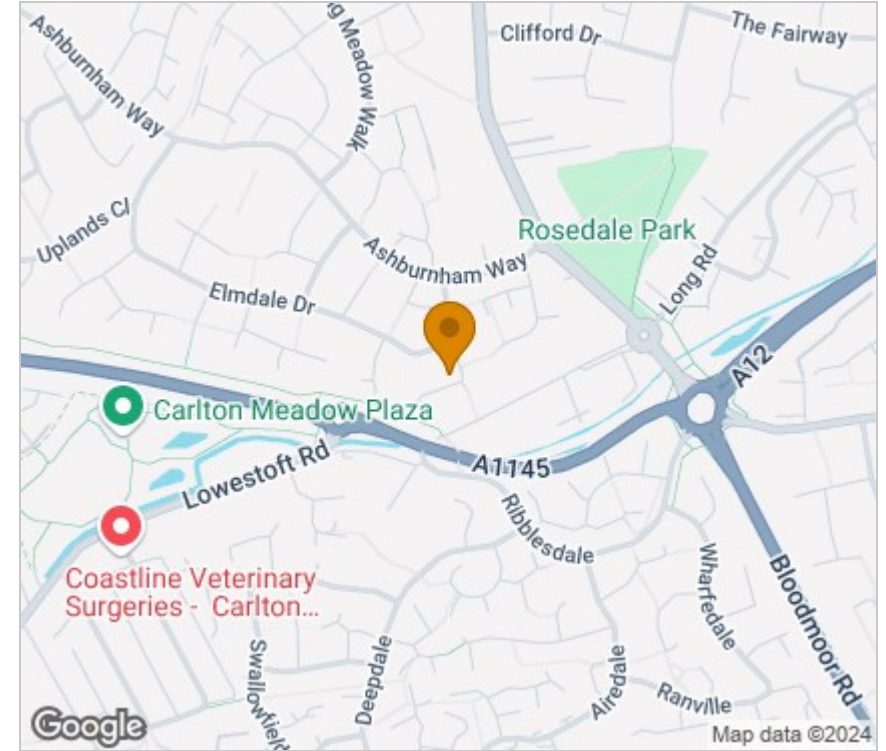 Ashburnham Way
g Meadow Walk
Clifford Dr
The Fairway
Uplands Cl
Rosedale Park
Ashburnham Way
Long Rd
Elmdale Dr
A12
Carlton Meadow Plaza
Lowestoft Rd
A1145
Ribblesdale
Coastline Veterinary
Surgeries - Carlton...
Wharfedale
Bloodmoor Rd
Swallowfield
Deepdale
Airedale
Ranville
Google
Map data ©2024